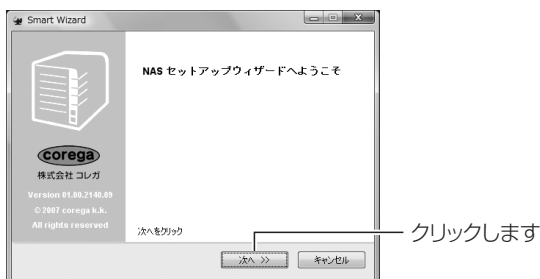 Smart Wizard
NAS セットアップウィザードへようこそ
corega
株式会社 コレガ
Version 01.00.2140.09
© 2007 corega k.k.
All rights reserved
次へをクリック
クリックします
次へ >>
キャンセル